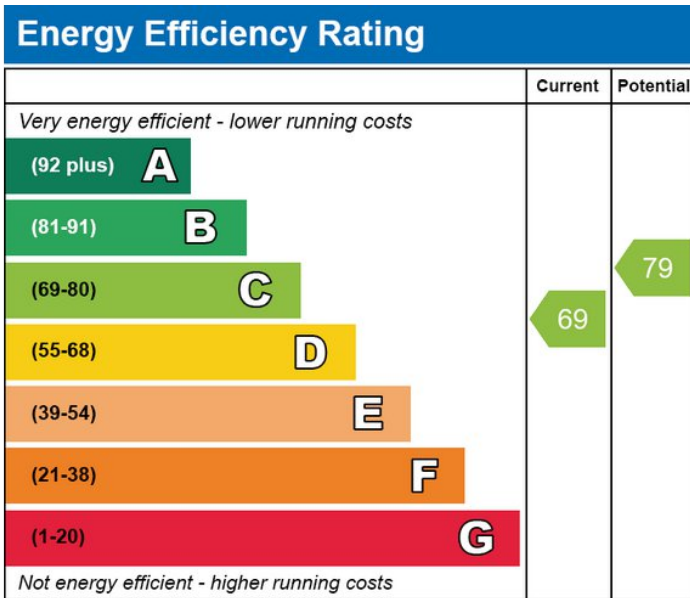 Energy Efficiency Rating
Current Potential
Very energy efficient - lower running costs
(92 plus) A
(81-91) B
79
(69-80) C
69
(55-68) D
(39-54) E
(21-38) F
(1-20) G
Not energy efficient - higher running costs